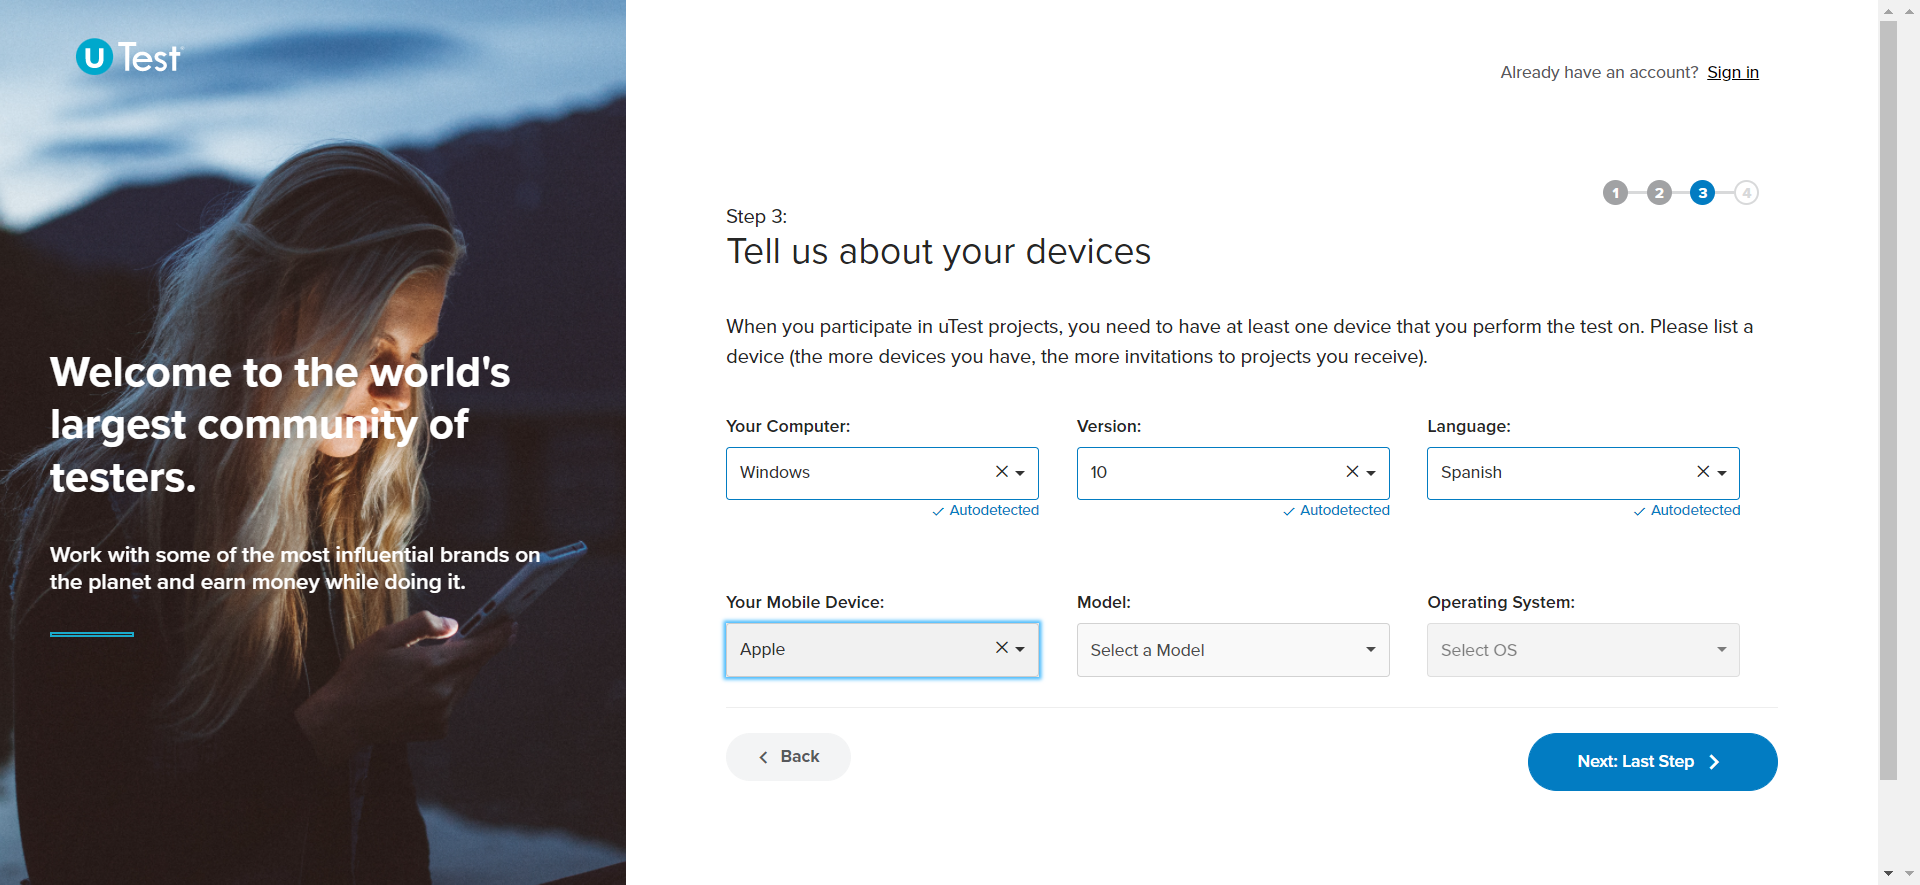 U Test
Already have an account? Sign in
1 2 3 4
Step 3:
Tell us about your devices
When you participate in uTest projects, you need to have at least one device that you perform the test on. Please list a
device (the more devices you have, the more invitations to projects you receive).
Welcome to the world's
largest community of
testers.
Work with some of the most influential brands on
the planet and earn money while doing it.
Your Computer: Version: Language:
Windows 10 Spanish
Autodetected Autodetected Autodetected
Your Mobile Device: Model: Operating System:
Apple Select a Model Select OS
Back Next: Last Step